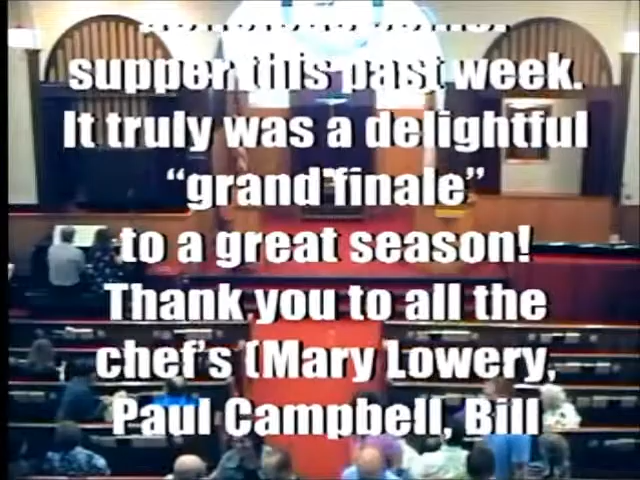 supper this past week.
It truly was a delightful
“grand finale”
to a great season!
Thank you to all the
chef's (Mary Lowery,
Paul Campbell, Bill